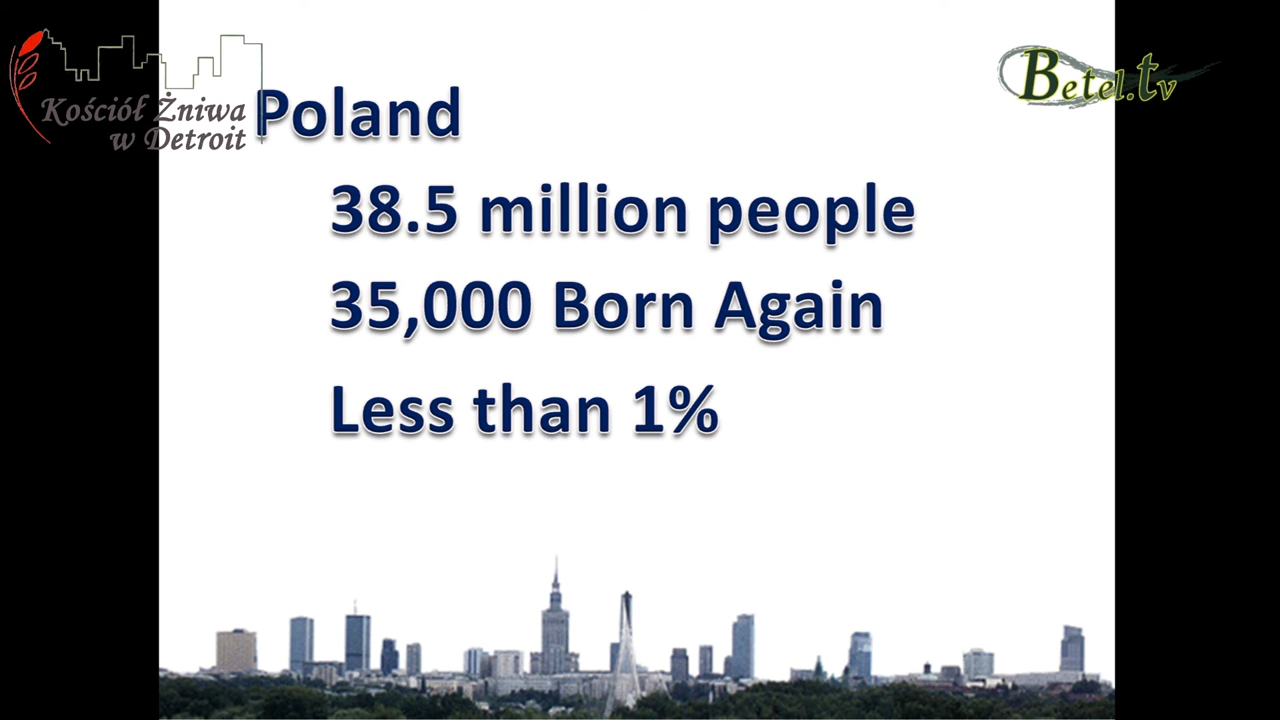 Kościół Żniwa
w Detroit
Betel.tv
Poland
38.5 million people
35,000 Born Again
Less than 1%